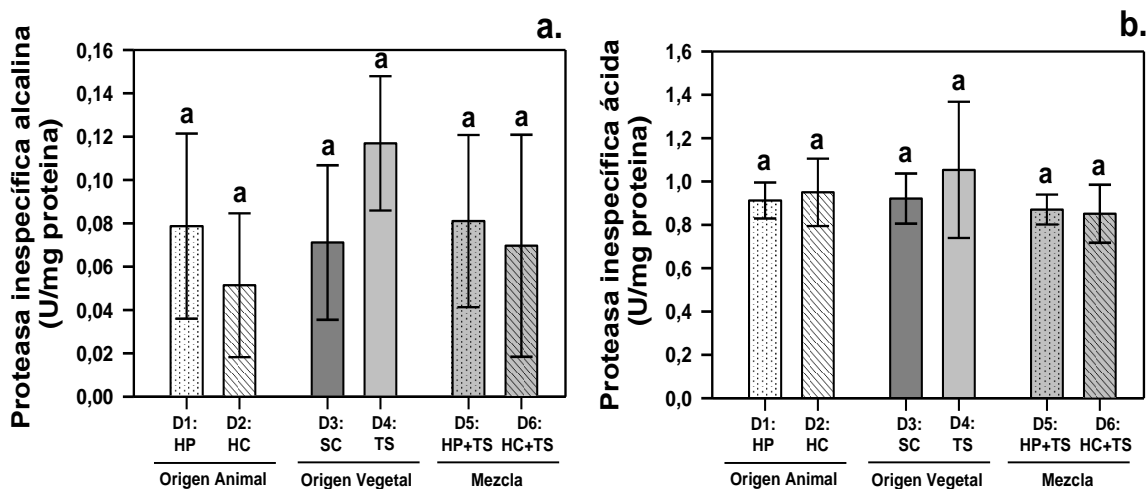 a.
Proteasa inespecífica alcalina
(U/mg proteina)
0,16
0,14
0,12
0,10
0,08
0,06
0,04
0,02
0,00
a
a
a
a
a
a
D1:
HP
D2:
HC
D3:
SC
D4:
TS
D5:
HP+TS
D6:
HC+TS
Origen Animal
Origen Vegetal
Mezcla
b.
Proteasa inespecífica ácida
(U/mg proteina)
1,6
1,4
1,2
1,0
0,8
0,6
0,4
0,2
0,0
a
a
a
a
a
a
D1:
HP
D2:
HC
D3:
SC
D4:
TS
D5:
HP+TS
D6:
HC+TS
Origen Animal
Origen Vegetal
Mezcla